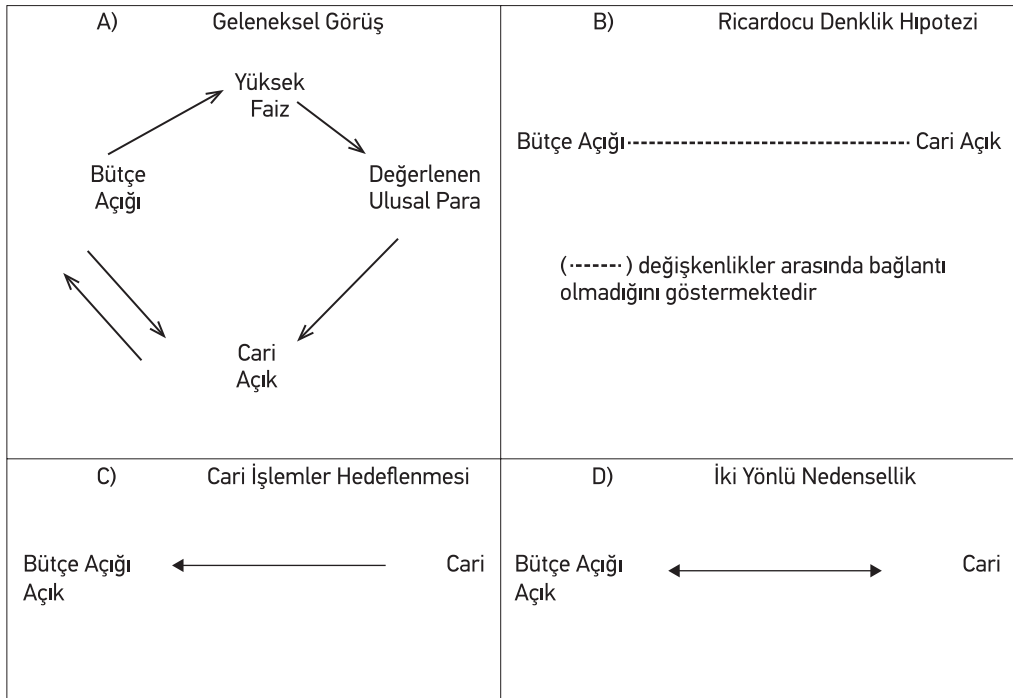 A) Geleneksel Görüş
Yüksek
Faiz
Bütçe
Açığı
Değerlenen
Ulusal Para
Cari
Açık
B) Ricardocu Denklik Hıpotezi
Bütçe Açığı
Cari Açık
(------) değişkenlikler arasında bağlantı
olmadığını göstermektedir
C) Cari İşlemler Hedeflenmesi
Bütçe Açığı Cari
Açık
D) İki Yönlü Nedensellik
Bütçe Açığı Cari
Açık